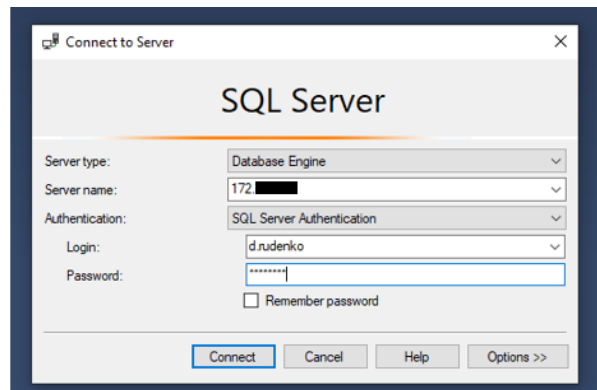 Connect to Server
SQL Server
Server type: Database Engine
Server name: 172.
Authentication: SQL Server Authentication
Login: d.rudenko
Password: ********
Remember password
Connect Cancel Help Options >>